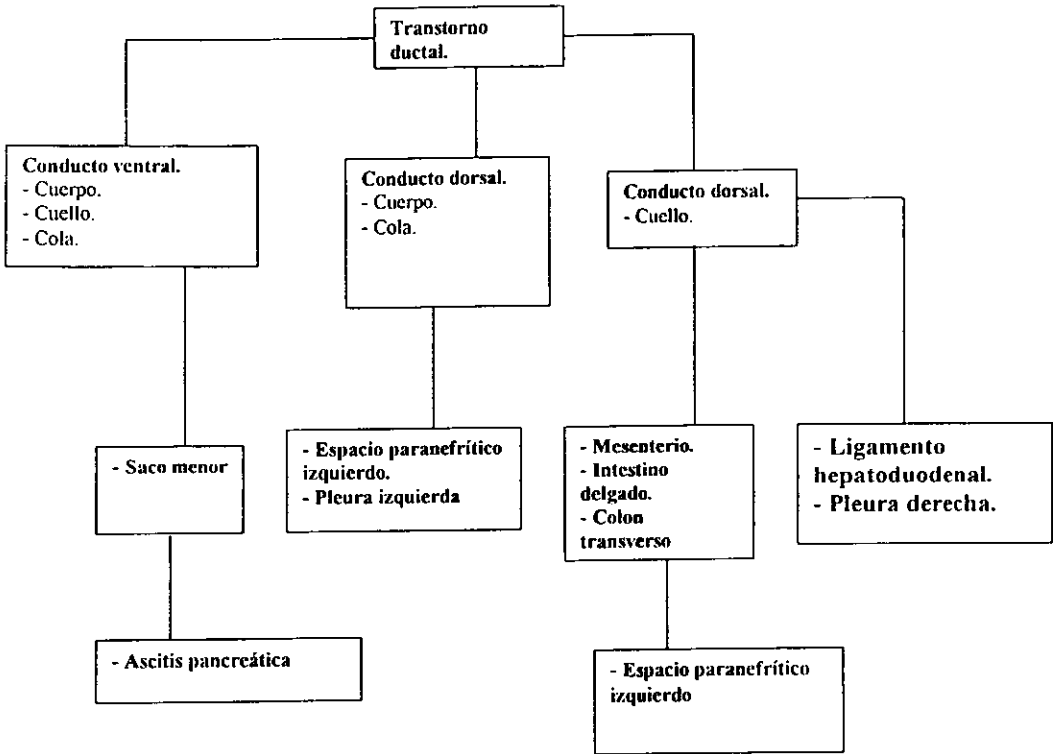 Transtorno
ductal.
Conducto ventral.
- Cuerpo.
- Cuello.
- Cola.
Conducto dorsal.
- Cuerpo.
- Cola.
Conducto dorsal.
- Cuello.
- Saco menor
- Espacio paranefrítico
izquierdo.
- Pleura izquierda
- Mesenterio.
- Intestino
delgado.
- Colon
transverso
- Ligamento
hepatoduodenal.
- Pleura derecha.
- Ascitis pancreática
- Espacio paranefrítico
izquierdo